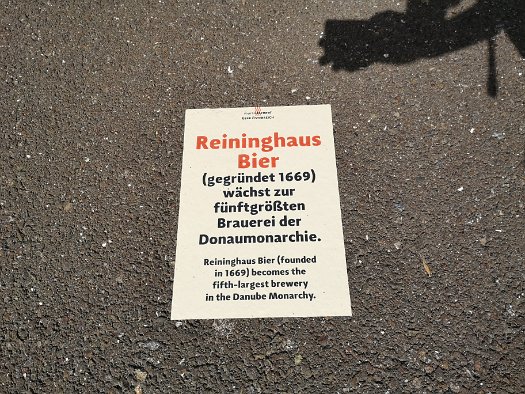 Reininghaus
Bier
(gegründet 1669)
wächst zur
fünftgrößten
Brauerei der
Donaumonarchie.
Reininghaus Bier (founded
in 1669) becomes the
fifth-largest brewery
in the Danube Monarchy.